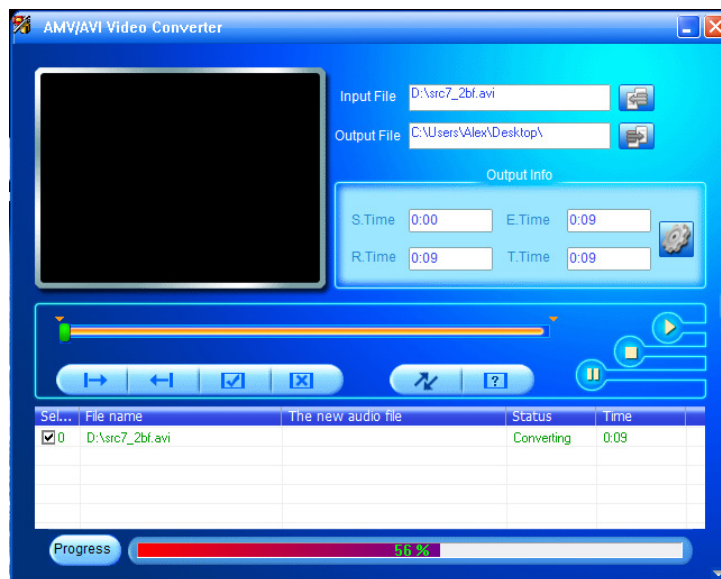 AMV/AVI Video Converter
Input File D:\src7_2bf.avi
Output File C:\Users\Alex\Desktop\
Output Info
S.Time 0:00 E.Time 0:09
R.Time 0:09 T.Time 0:09
Sel... File name The new audio file Status Time
0 D:\src7_2bf.avi Converting 0:09
Progress 56 %